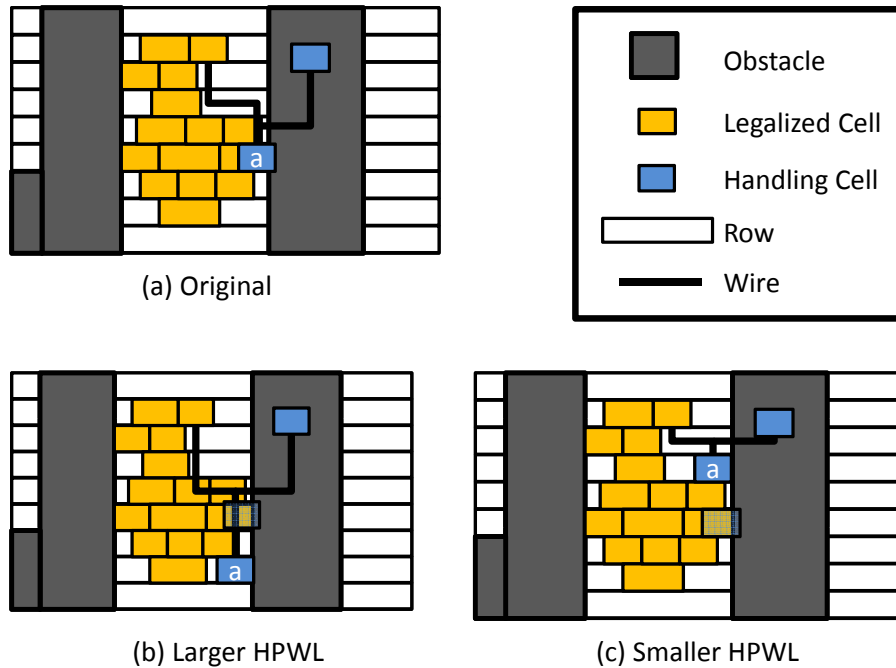 a
(a) Original
Obstacle
Legalized Cell
Handling Cell
Row
Wire
a
(b) Larger HPWL
a
(c) Smaller HPWL